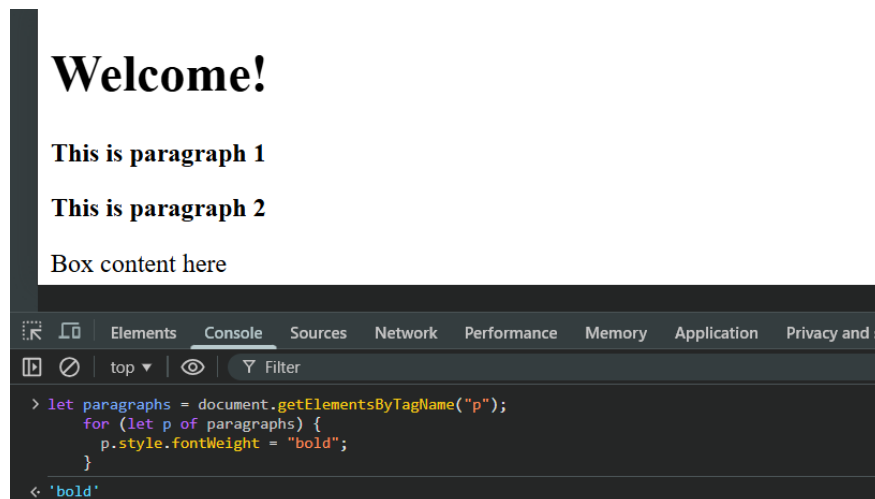 Welcome!
This is paragraph 1
This is paragraph 2
Box content here
Elements Console Sources Network Performance Memory Application Privacy and
top Filter
let paragraphs = document.getElementsByTagName("p");
for (let p of paragraphs) {
p.style.fontWeight = "bold";
}
'bold'